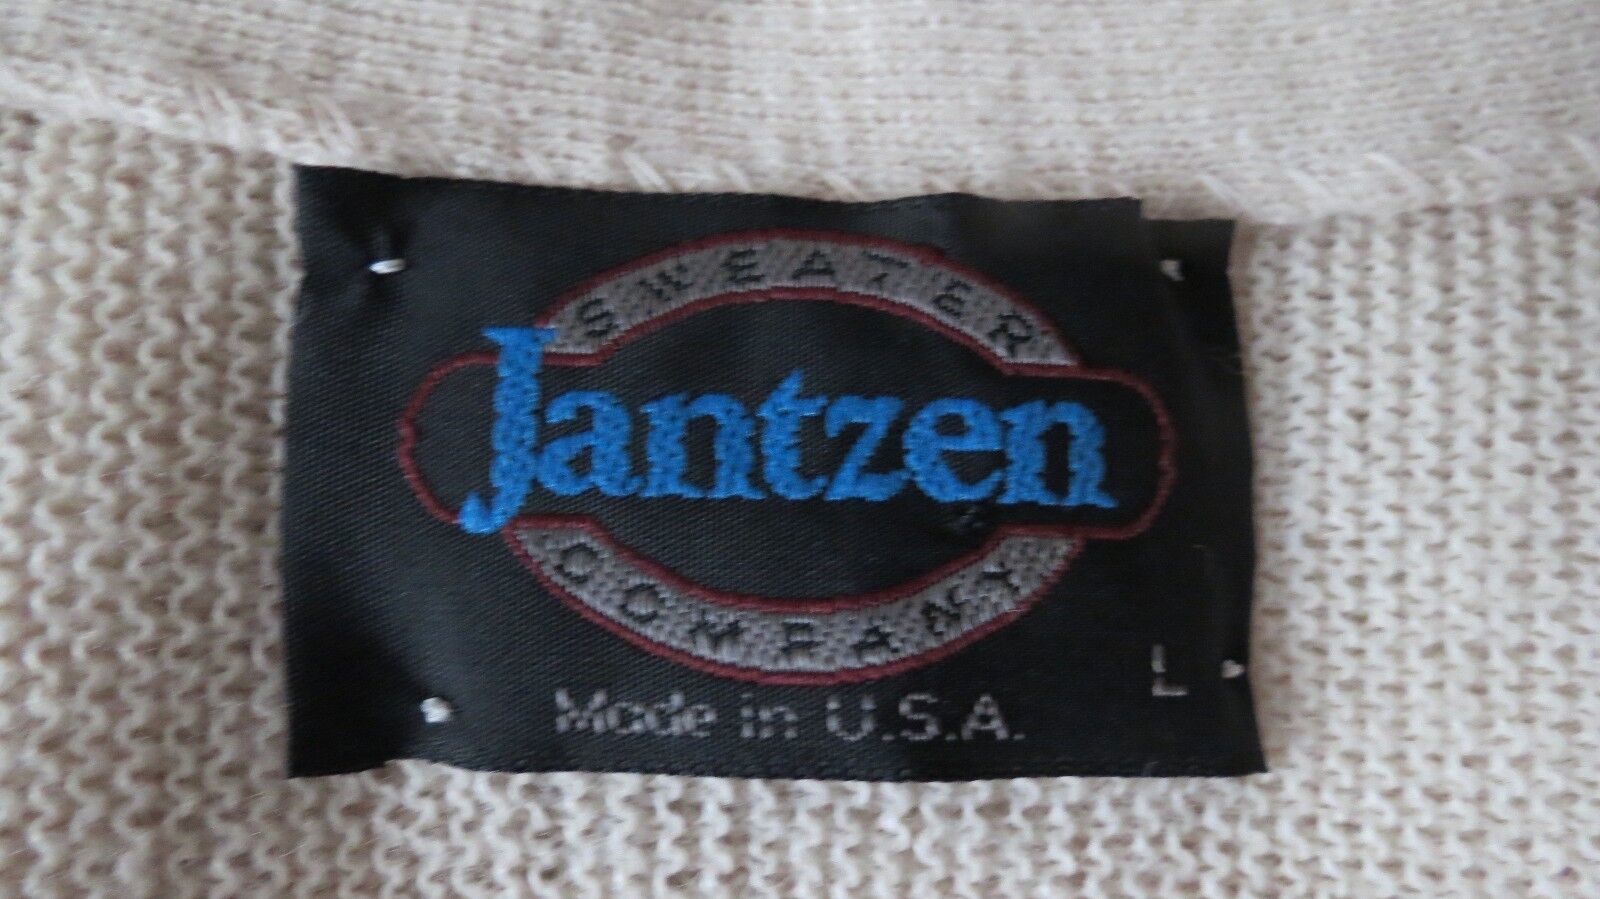 SWEATER
Jantzen
COMPANY
L
Made in U.S.A.